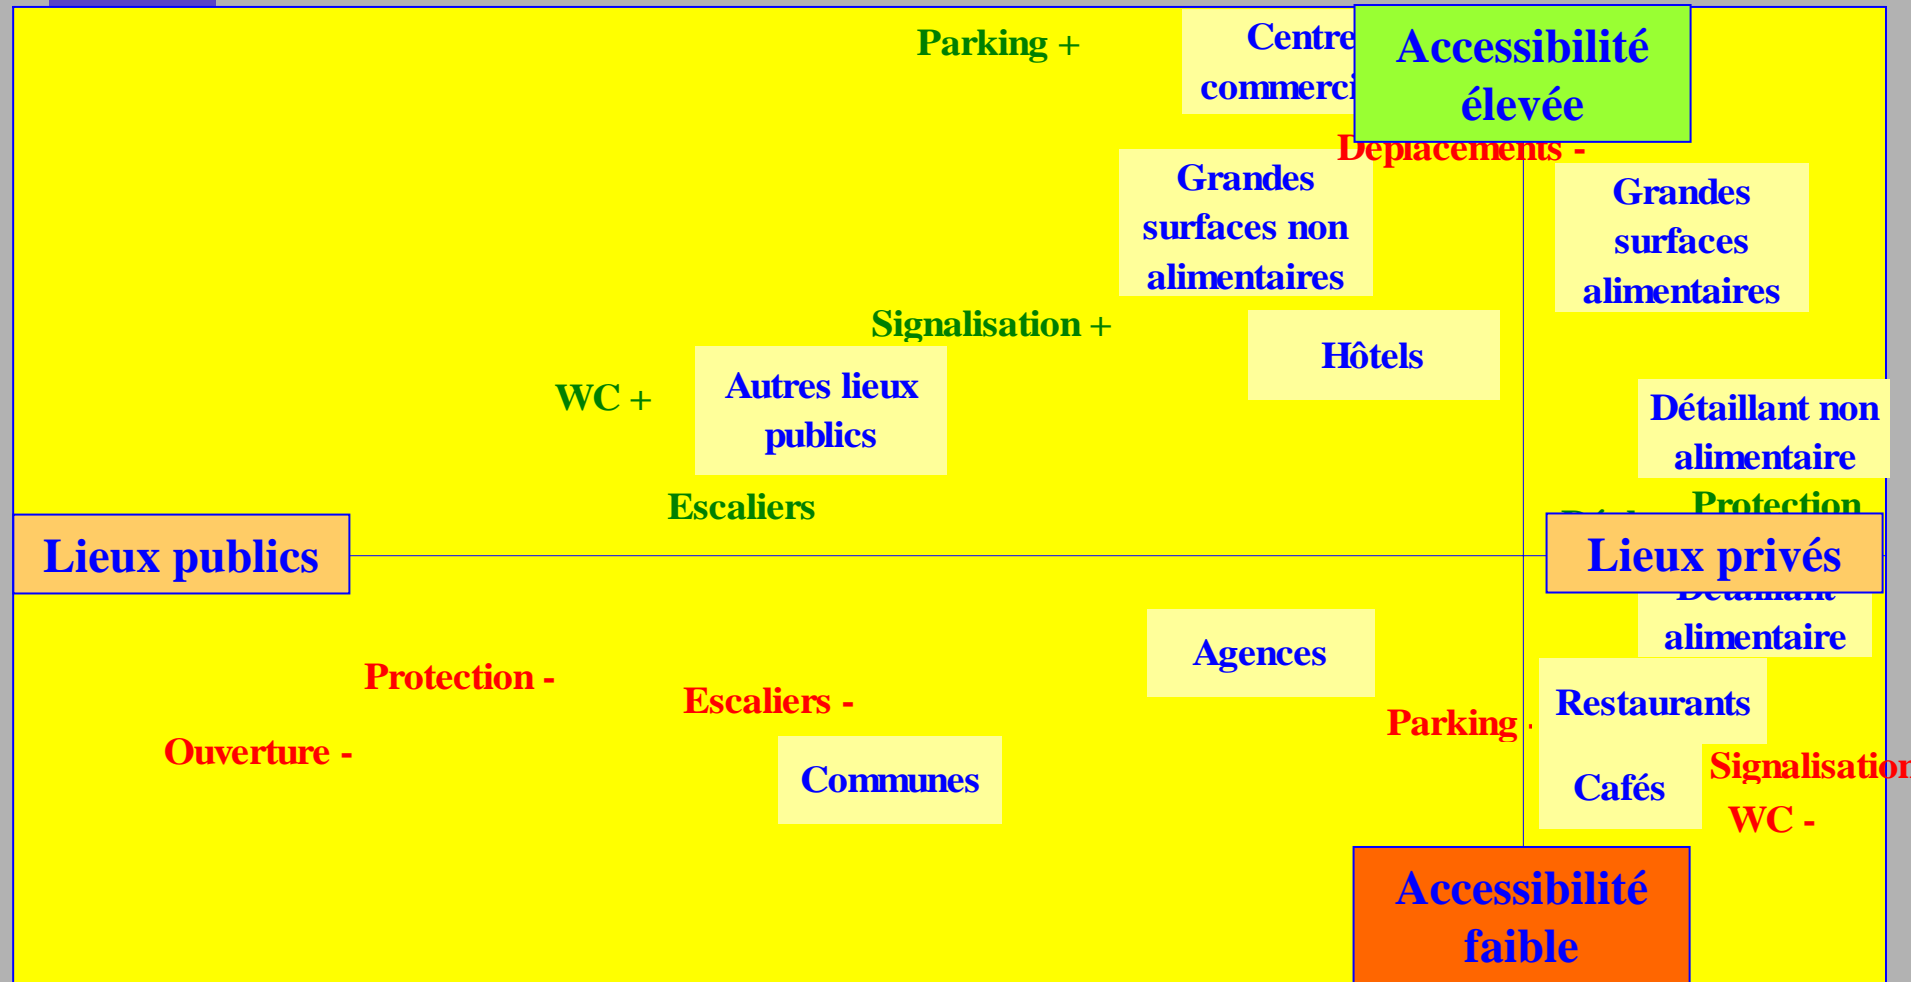 Parking +
Centre
Accessibilité
élevée
Déplacements -
Grandes
surfaces non
alimentaires
Grandes
surfaces
alimentaires
Signalisation +
Hôtels
WC +
Autres lieux
publics
Détaillant non
alimentaire
Escaliers
Protection
Lieux publics
Lieux privés
Détaillant
alimentaire
Agences
Protection -
Escaliers -
Parking -
Restaurants
Ouverture -
Communes
Cafés
Signalisation
WC -
Accessibilité
faible